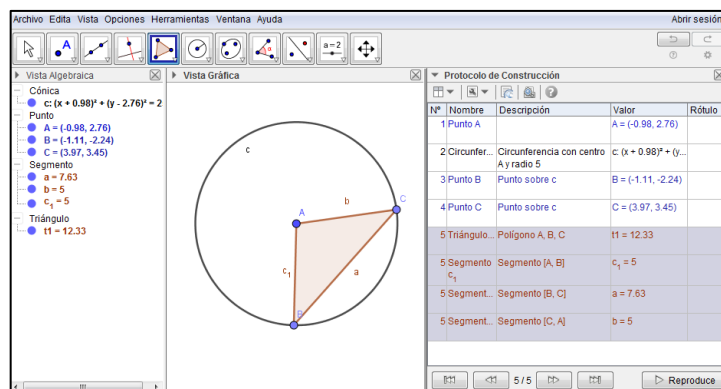 Archivo Edita Vista Opciones Herramientas Ventana Ayuda
Abrir sesión
A
a
a=2
Vista Algebraica
Cónica
c: (x + 0.98)² + (y - 2.76)² = 2
Punto
A = (-0.98, 2.76)
B = (-1.11, -2.24)
C = (3.97, 3.45)
Segmento
a = 7.63
b = 5
c₁ = 5
Triángulo
t1 = 12.33
Vista Gráfica
c
b
C
A
c₁
a
B
Protocolo de Construcción
Nº Nombre Descripción Valor Rótulo
1 Punto A A = (-0.98, 2.76)
2 Circunfer... Circunferencia con centro A y radio 5 c: (x + 0.98)² + (y...
3 Punto B Punto sobre c B = (-1.11, -2.24)
4 Punto C Punto sobre c C = (3.97, 3.45)
5 Triángulo... Polígono A, B, C t1 = 12.33
5 Segmento c₁ Segmento [A, B] c₁ = 5
5 Segment... Segmento [B, C] a = 7.63
5 Segment... Segmento [C, A] b = 5
5 / 5
Reproduce